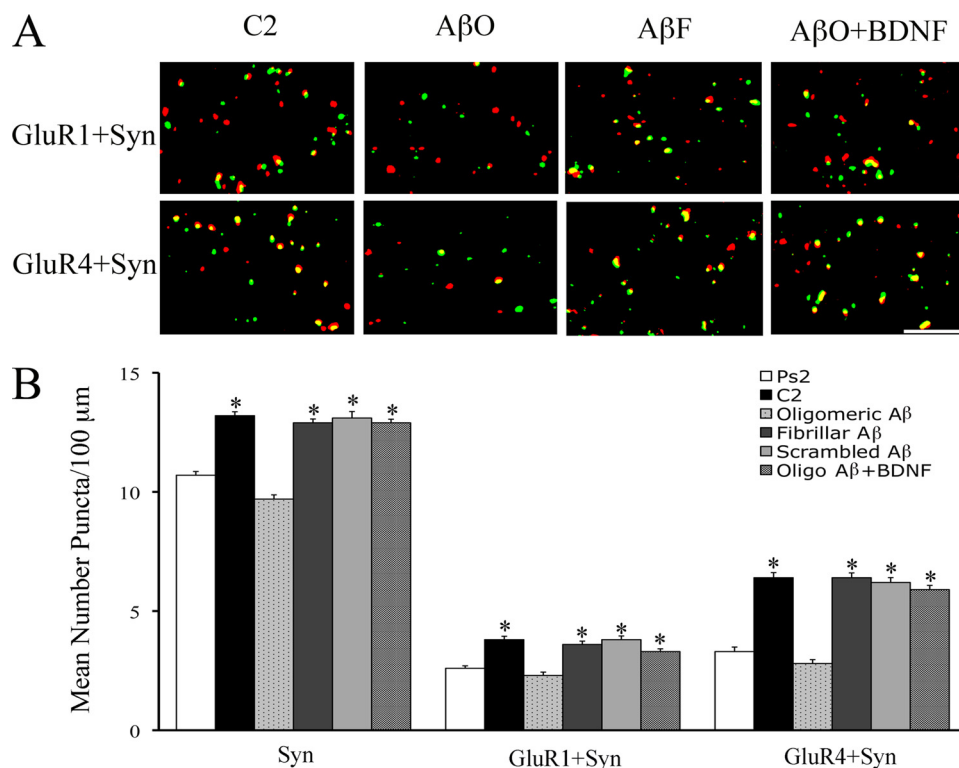 A
C2 AβO AβF AβO+BDNF
GluR1+Syn
GluR4+Syn
B
Mean Number Puncta/100 μm
15
10
5
0
* * * *
* * * *
* * * *
Ps2
C2
Oligomeric Aβ
Fibrillar Aβ
Scrambled Aβ
Oligo Aβ+BDNF
Syn GluR1+Syn GluR4+Syn